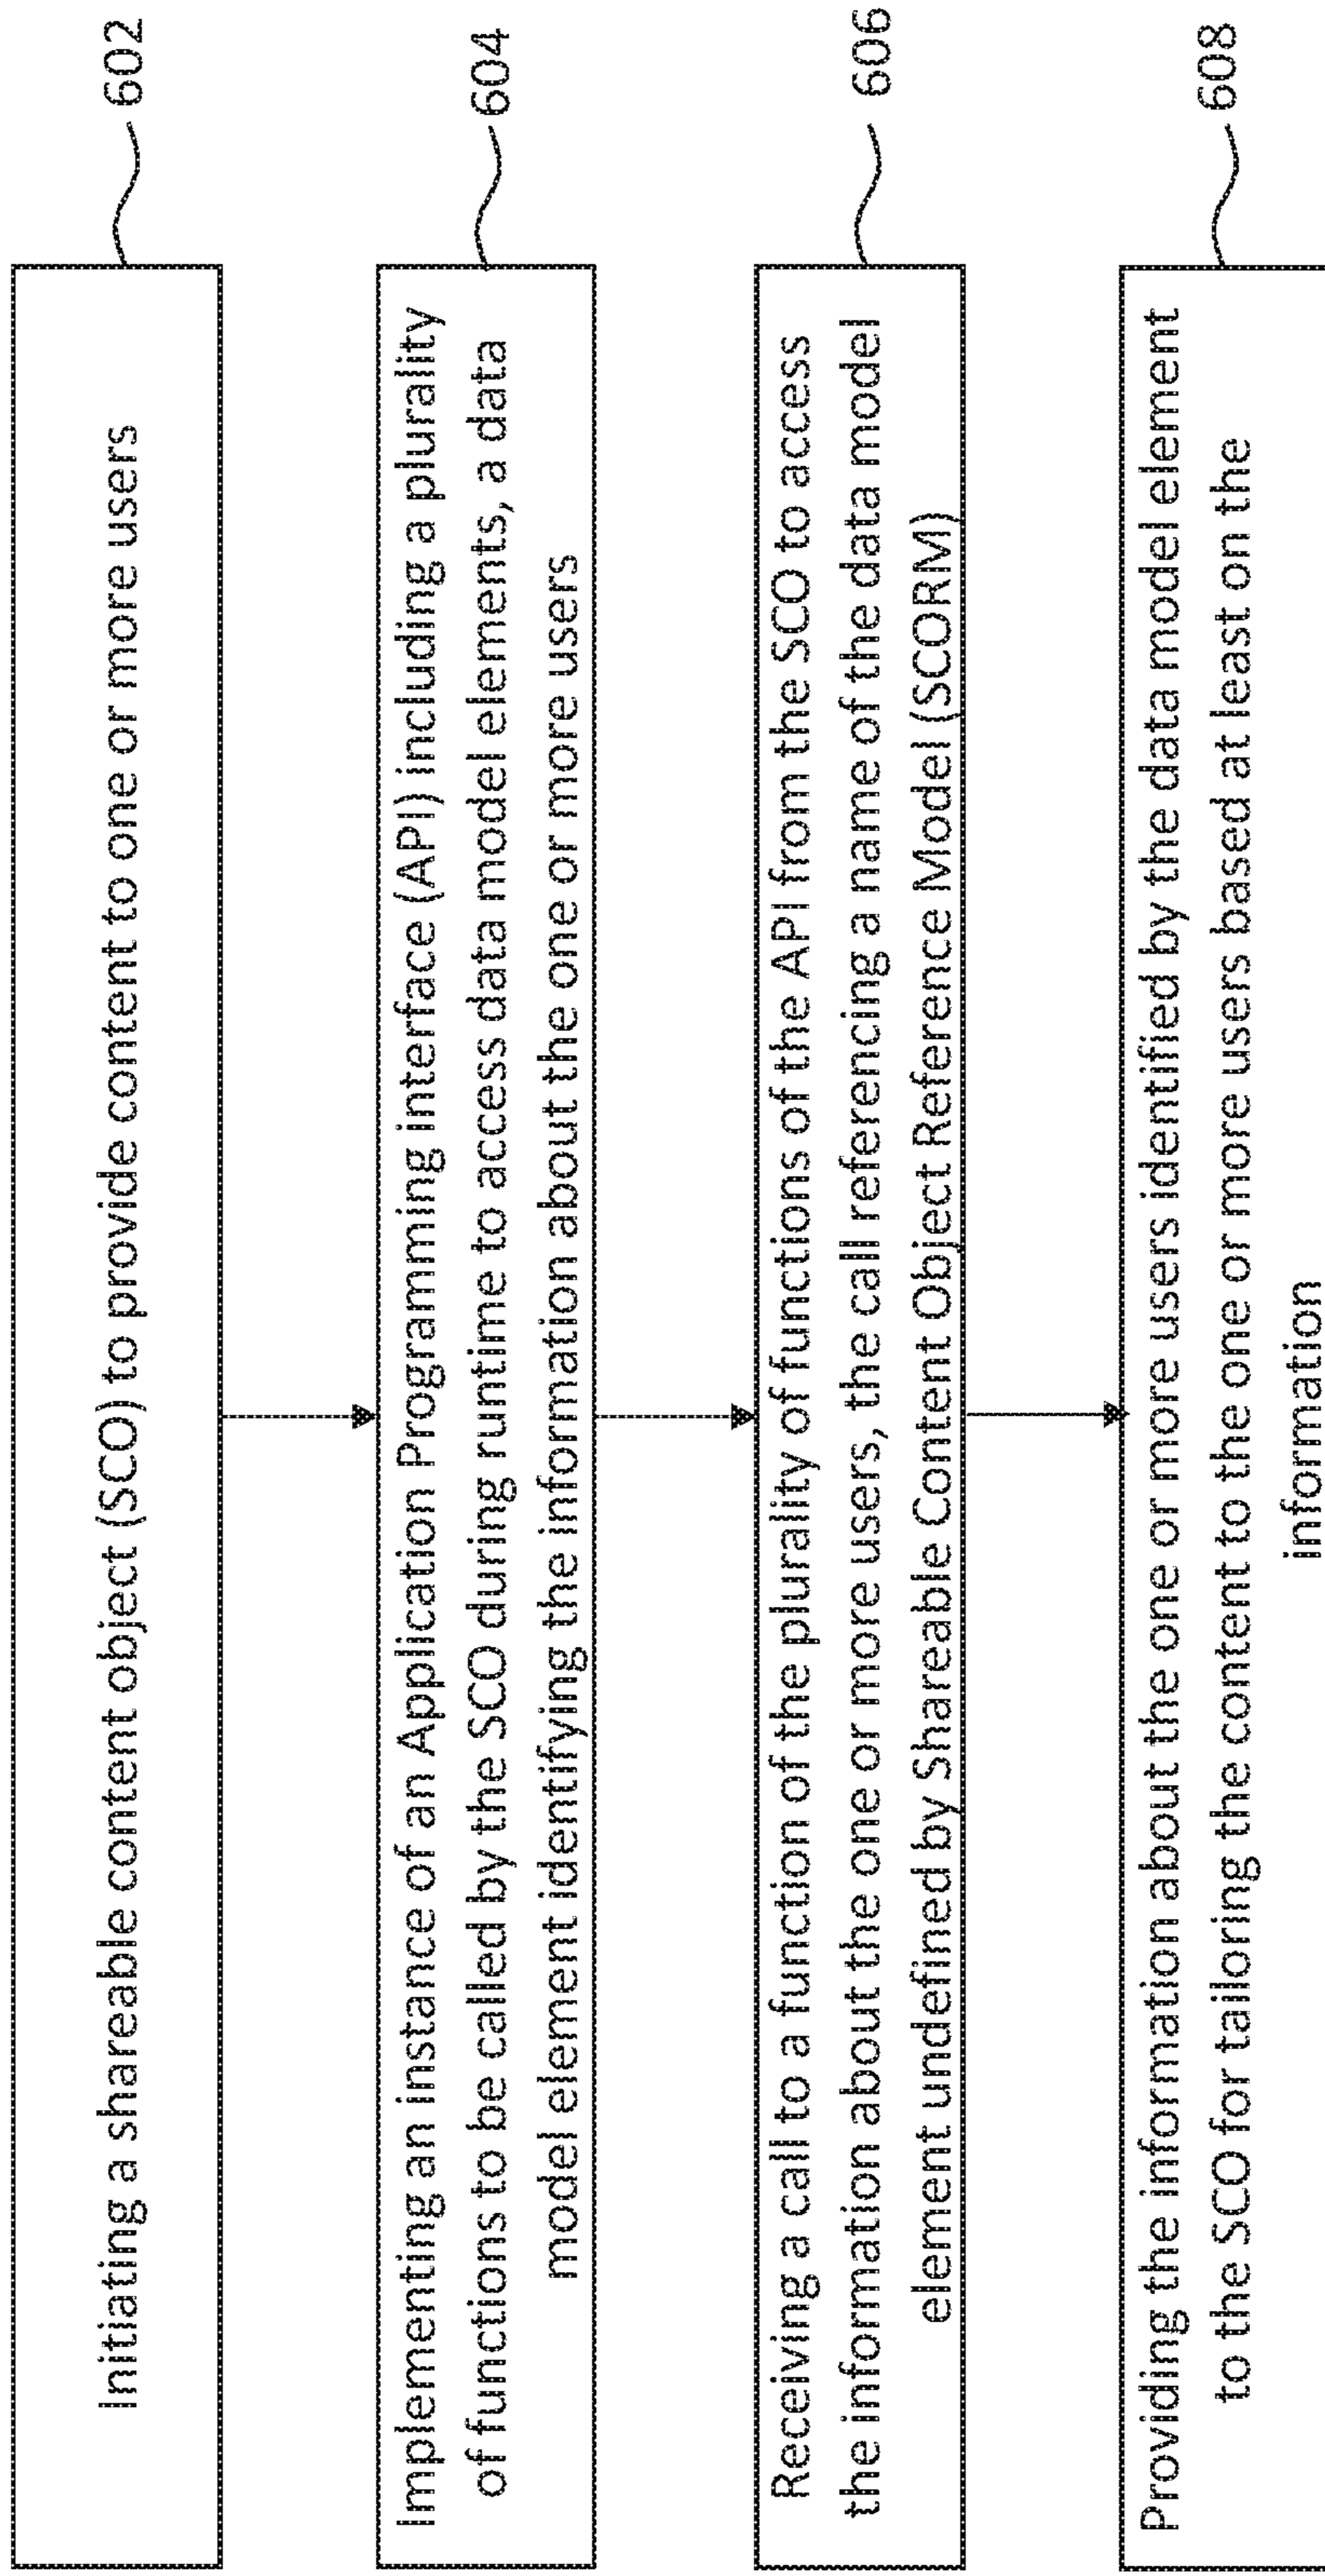 Initiating a shareable content object (SCO) to provide content to one or more users
602
Implementing an instance of an Application Programming interface (API) including a plurality
of functions to be called by the SCO during runtime to access data model elements, a data
model element identifying the information about the one or more users
604
Receiving a call to a function of the plurality of functions of the API from the SCO to access
the information about the one or more users, the call referencing a name of the data model
element undefined by Shareable Content Object Reference Model (SCORM)
606
Providing the information about the one or more users identified by the data model element
to the SCO for tailoring the content to the one or more users based at least on the
information
608